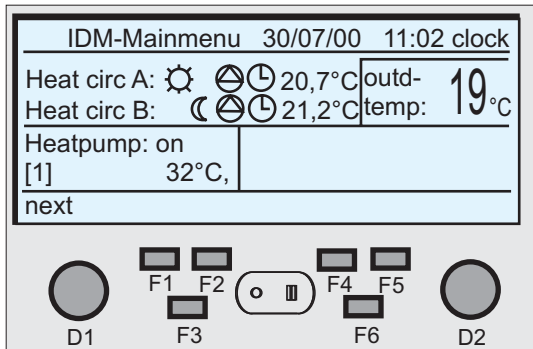 IDM-Mainmenu 30/07/00 11:02 clock
Heat circ A: 20,7°C
Heat circ B: 21,2°C
outd-
temp: 19°C
Heatpump: on
[1] 32°C,
next
F1 F2 F4 F5
D1 F3 F6 D2